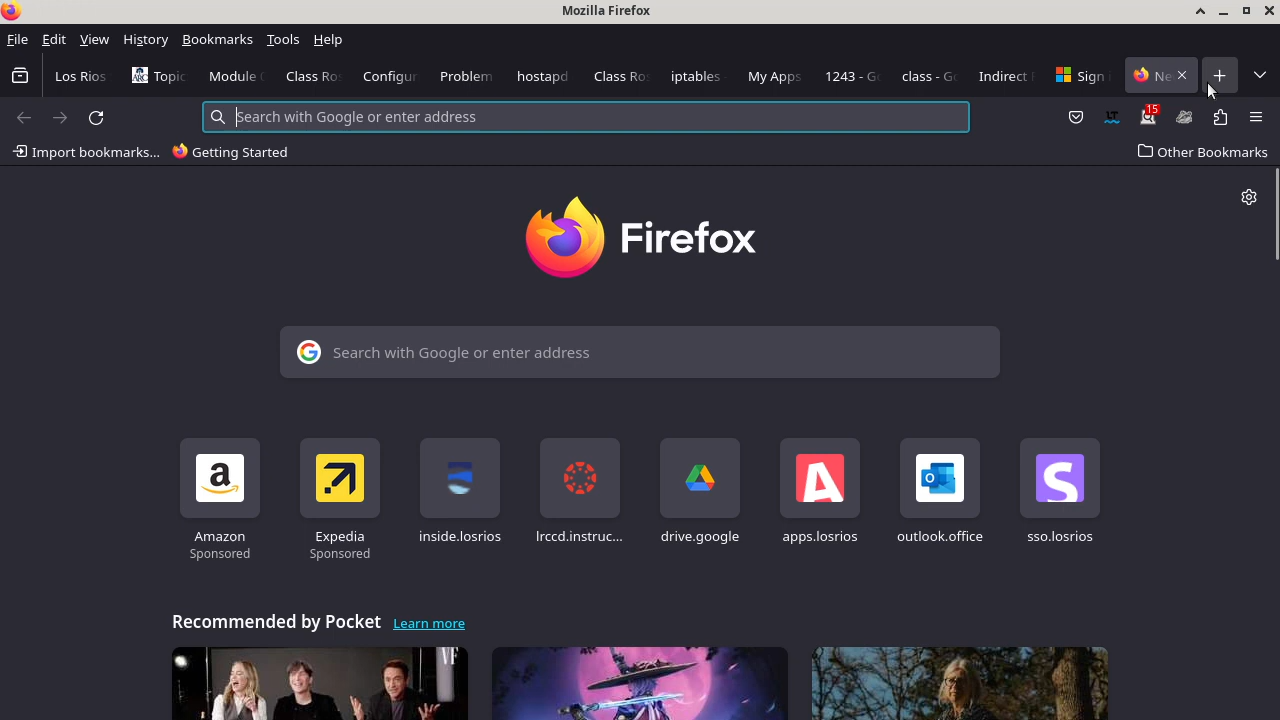 Mozilla Firefox
File Edit View History Bookmarks Tools Help
Los Rios Topic Module Class Ro Configur Problem hostapd Class Ro iptables My Apps 1243 - G class - G Indirect Sign i Ne
15
Search with Google or enter address
Import bookmarks... Getting Started Other Bookmarks
Firefox
Search with Google or enter address
Amazon Expedia inside.losrios lrccd.instruc... drive.google apps.losrios outlook.office sso.losrios
Sponsored Sponsored
Recommended by Pocket Learn more
VF